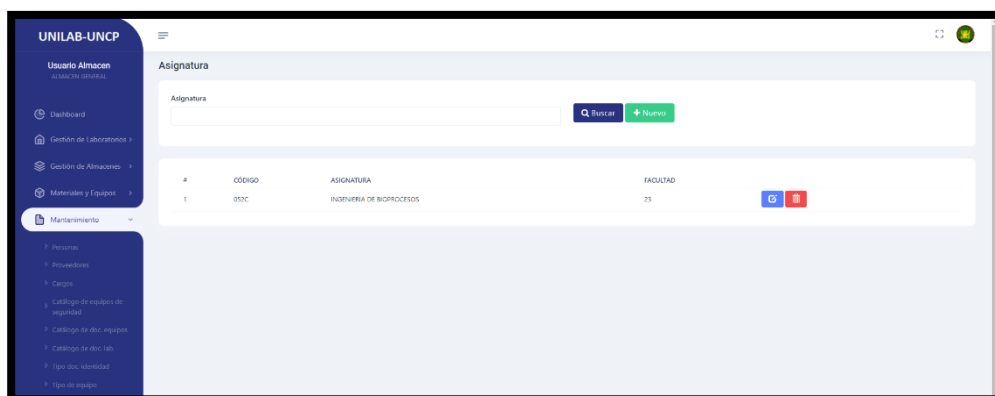 UNILAB-UNCP
Usuario Almacen
ALMACEN GENERAL
Dashboard
Gestión de Laboratorios
Gestión de Almacenes
Materiales y Equipos
Mantenimiento
Personas
Proveedores
Cargos
Catálogo de equipos de
seguridad
Catálogo de doc. equipos
Catálogo de doc. lab.
Tipo doc. identidad
Tipo de equipo
Asignatura
Asignatura
Buscar
+ Nuevo
# CÓDIGO ASIGNATURA FACULTAD
1 052C INGENIERIA DE BIOPROCESOS 23